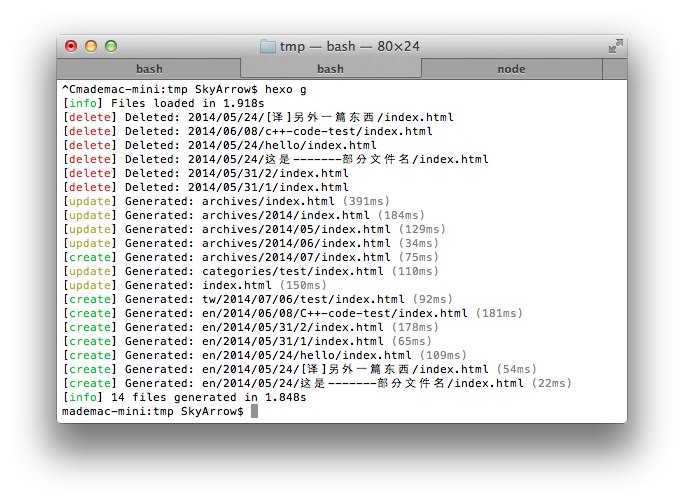 tmp — bash — 80×24
bash bash node
^Cmademac-mini:tmp SkyArrow$ hexo g
[info] Files loaded in 1.918s
[delete] Deleted: 2014/05/24/[译]另外一篇东西/index.html
[delete] Deleted: 2014/06/08/c++-code-test/index.html
[delete] Deleted: 2014/05/24/hello/index.html
[delete] Deleted: 2014/05/24/这是-------部分文件名/index.html
[delete] Deleted: 2014/05/31/2/index.html
[delete] Deleted: 2014/05/31/1/index.html
[update] Generated: archives/index.html (391ms)
[update] Generated: archives/2014/index.html (184ms)
[update] Generated: archives/2014/05/index.html (129ms)
[update] Generated: archives/2014/06/index.html (34ms)
[create] Generated: archives/2014/07/index.html (75ms)
[update] Generated: categories/test/index.html (110ms)
[update] Generated: index.html (150ms)
[create] Generated: tw/2014/07/06/test/index.html (92ms)
[create] Generated: en/2014/06/08/C++-code-test/index.html (181ms)
[create] Generated: en/2014/05/31/2/index.html (178ms)
[create] Generated: en/2014/05/31/1/index.html (65ms)
[create] Generated: en/2014/05/24/hello/index.html (109ms)
[create] Generated: en/2014/05/24/[译]另外一篇东西/index.html (54ms)
[create] Generated: en/2014/05/24/这是-------部分文件名/index.html (22ms)
[info] 14 files generated in 1.848s
mademac-mini:tmp SkyArrow$